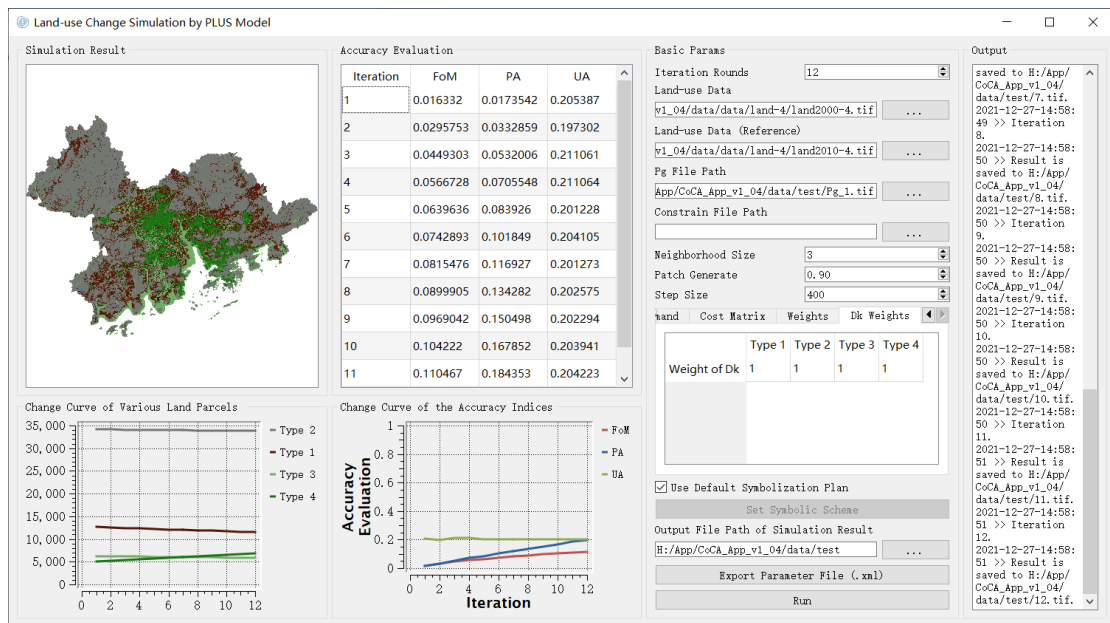 Land-use Change Simulation by PLUS Model
Simulation Result
Accuracy Evaluation
Iteration FoM PA UA
1 0.016332 0.0173542 0.205387
2 0.0295753 0.0332859 0.197302
3 0.0449303 0.0532006 0.211061
4 0.0566728 0.0705548 0.211064
5 0.0639636 0.083926 0.201228
6 0.0742893 0.101849 0.204105
7 0.0815476 0.116927 0.201273
8 0.0899905 0.134282 0.202575
9 0.0969042 0.150498 0.202294
10 0.104222 0.167852 0.203941
11 0.110467 0.184353 0.204223
Change Curve of Various Land Parcels
35,000
30,000
25,000
20,000
15,000
10,000
5,000
0
0 2 4 6 8 10 12
Type 2
Type 1
Type 3
Type 4
Change Curve of the Accuracy Indices
Accuracy
Evaluation
1
0.8
0.6
0.4
0.2
0
0 2 4 6 8 10 12
Iteration
FoM
PA
UA
Basic Params
Iteration Rounds 12
Land-use Data
v1_04/data/data/land-4/land2000-4.tif ...
Land-use Data (Reference)
v1_04/data/data/land-4/land2010-4.tif ...
Pg File Path
App/CoCA_App_v1_04/data/test/Pg_1.tif ...
Constrain File Path
...
Neighborhood Size 3
Patch Generate 0.90
Step Size 400
mand Cost Matrix Weights Dk Weights
Type 1 Type 2 Type 3 Type 4
Weight of Dk 1 1 1 1
Use Default Symbolization Plan
Set Symbolic Scheme
Output File Path of Simulation Result
H:/App/CoCA_App_v1_04/data/test ...
Export Parameter File (.xml)
Run
Output
saved to H:/App/
CoCA_App_v1_04/
data/test/7.tif.
2021-12-27-14:58:
49 >> Iteration
8.
2021-12-27-14:58:
50 >> Result is
saved to H:/App/
CoCA_App_v1_04/
data/test/8.tif.
2021-12-27-14:58:
50 >> Iteration
9.
2021-12-27-14:58:
50 >> Result is
saved to H:/App/
CoCA_App_v1_04/
data/test/9.tif.
2021-12-27-14:58:
50 >> Iteration
10.
2021-12-27-14:58:
50 >> Result is
saved to H:/App/
CoCA_App_v1_04/
data/test/10.tif.
2021-12-27-14:58:
50 >> Iteration
11.
2021-12-27-14:58:
51 >> Result is
saved to H:/App/
CoCA_App_v1_04/
data/test/11.tif.
2021-12-27-14:58:
51 >> Iteration
12.
2021-12-27-14:58:
51 >> Result is
saved to H:/App/
CoCA_App_v1_04/
data/test/12.tif.